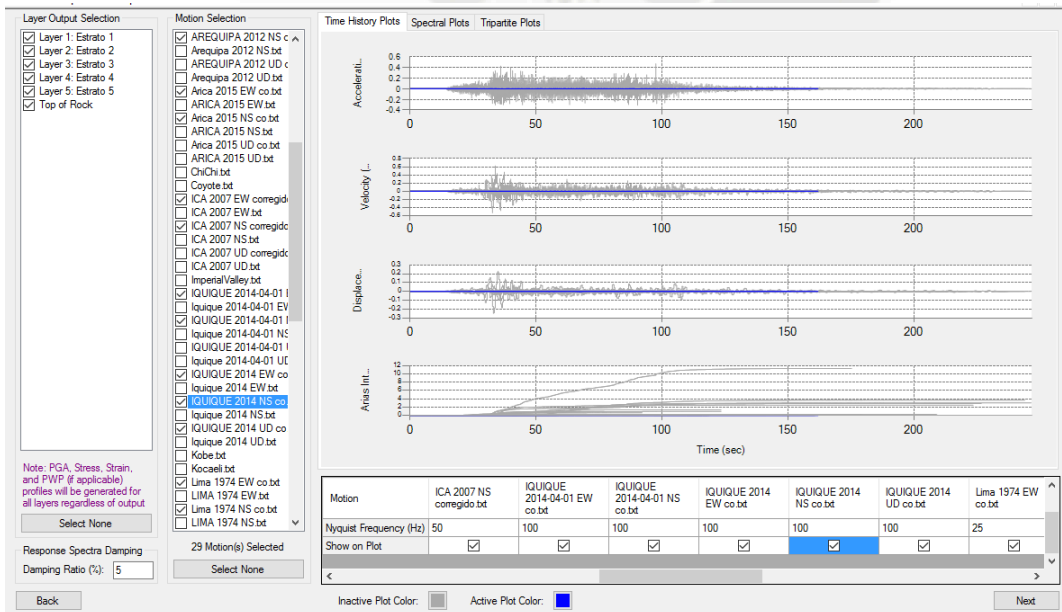 Layer Output Selection
Layer 1: Estrato 1
Layer 2: Estrato 2
Layer 3: Estrato 3
Layer 4: Estrato 4
Layer 5: Estrato 5
Top of Rock
Note: PGA, Stress, Strain,
and PWP (if applicable)
profiles will be generated for
all layers regardless of output
Select None
Response Spectra Damping
Damping Ratio (%): 5
Back
Motion Selection
AREQUIPA 2012 NS c
Arequipa 2012 NS.txt
AREQUIPA 2012 UD c
Arequipa 2012 UD.txt
Arica 2015 EW co.txt
ARICA 2015 EW.txt
Arica 2015 NS co.txt
ARICA 2015 NS.txt
Arica 2015 UD co.txt
ARICA 2015 UD.txt
ChiChi.txt
Coyote.txt
ICA 2007 EW corregid
ICA 2007 EW.txt
ICA 2007 NS corregidc
ICA 2007 NS.txt
ICA 2007 UD corregidc
ICA 2007 UD.txt
ImperialValley.txt
IQUIQUE 2014-04-01
Iquique 2014-04-01 EV
IQUIQUE 2014-04-01
Iquique 2014-04-01 NS
IQUIQUE 2014-04-01
Iquique 2014-04-01 UD
IQUIQUE 2014 EW co
Iquique 2014 EW.txt
IQUIQUE 2014 NS co.
Iquique 2014 NS.txt
IQUIQUE 2014 UD co
Iquique 2014 UD.txt
Kobe.txt
Kocaeli.txt
Lima 1974 EW co.txt
LIMA 1974 EW.txt
Lima 1974 NS co.txt
LIMA 1974 NS.txt
29 Motion(s) Selected
Select None
Time History Plots Spectral Plots Tripartite Plots
Accelerati...
0.6
0.4
0.2
0
-0.2
-0.4
0 50 100 150 200
Velocity (...
0.8
0.6
0.4
0.2
0
-0.2
-0.4
-0.6
0 50 100 150 200
Displace...
0.3
0.2
0.1
0
-0.1
-0.2
-0.3
0 50 100 150 200
Arias Int...
12
10
8
6
4
2
0
0 50 100 150 200
Time (sec)
Motion ICA 2007 NS corregido.txt IQUIQUE 2014-04-01 EW co.txt IQUIQUE 2014-04-01 NS co.txt IQUIQUE 2014 EW co.txt IQUIQUE 2014 NS co.txt IQUIQUE 2014 UD co.txt Lima 1974 EW co.txt
Nyquist Frequency (Hz) 50 100 100 100 100 100 25
Show on Plot
Inactive Plot Color: Active Plot Color:
Next